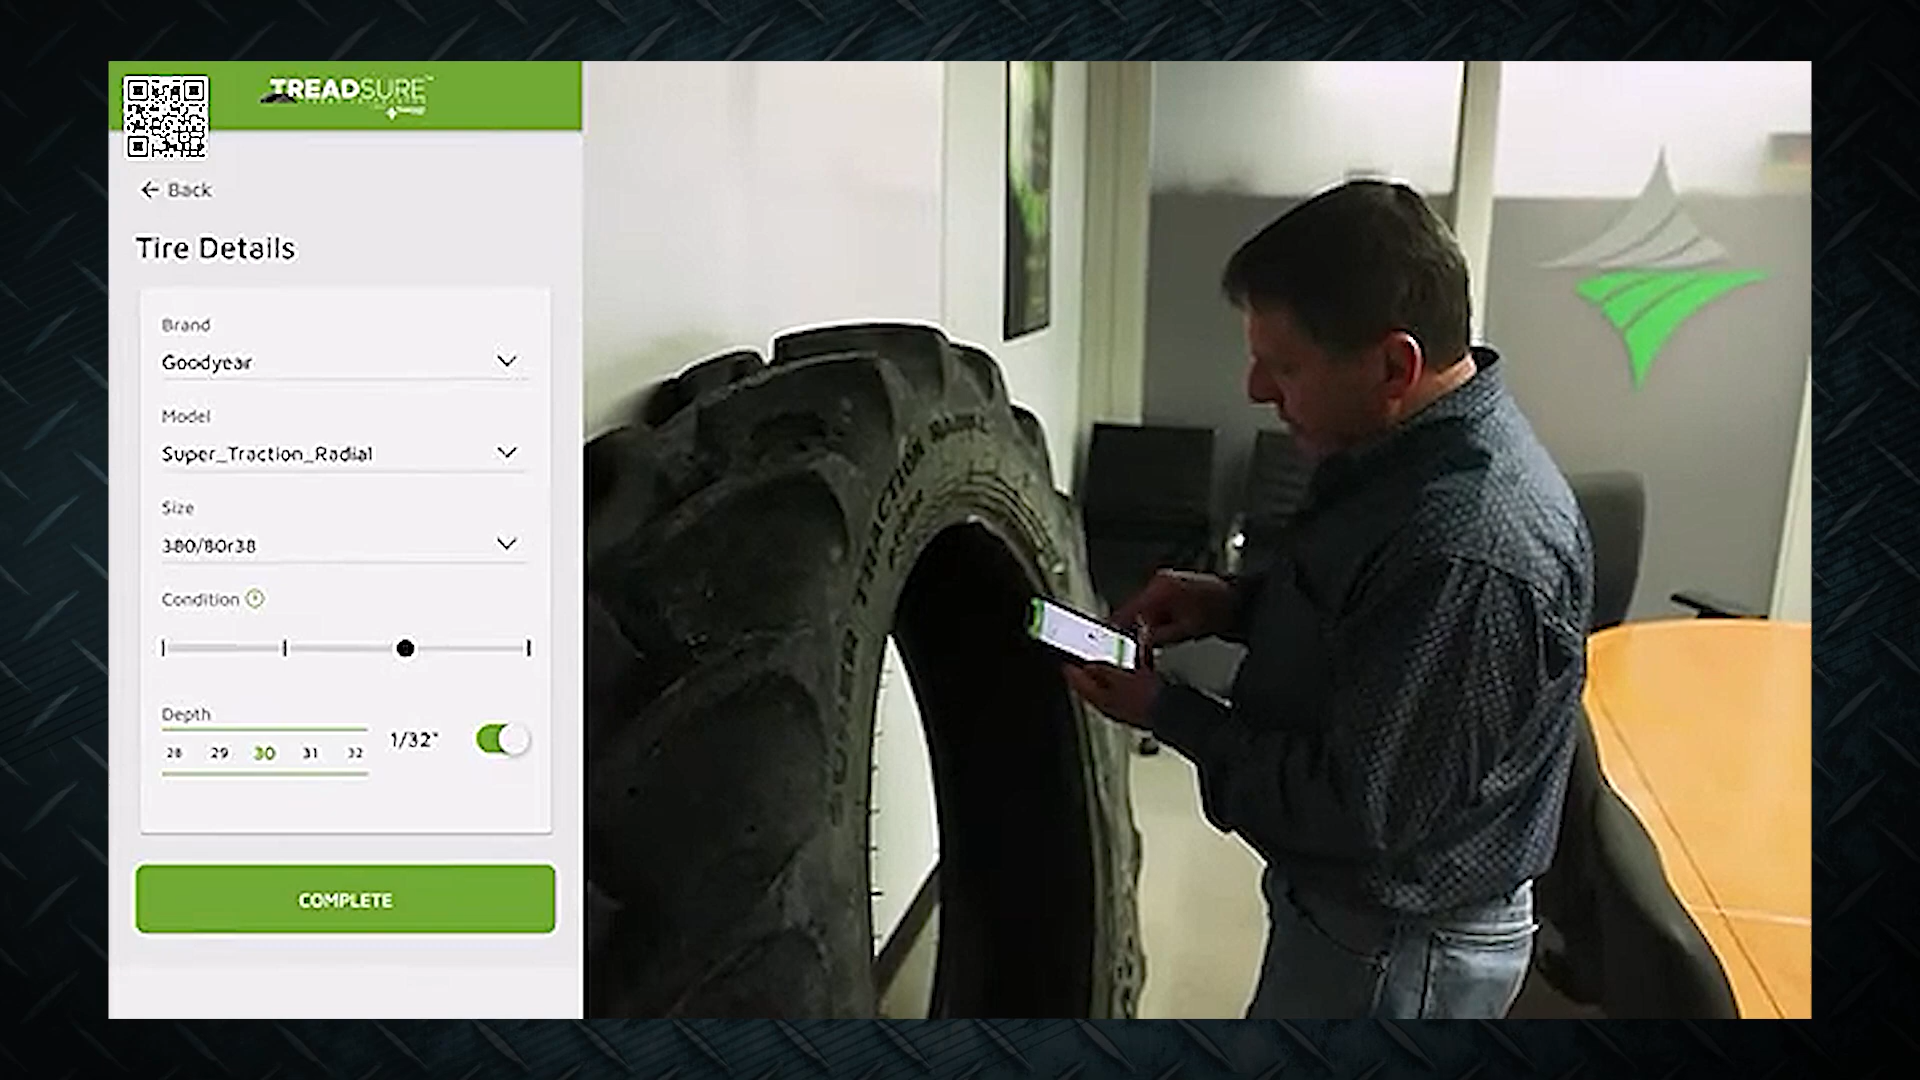 TREADSURE™
← Back
Tire Details
Brand
Goodyear
Model
Super_Traction_Radial
Size
380/80r38
Condition
Depth
28 29 30 31 32
1/32"
COMPLETE
SUPER TRACTION RADIAL